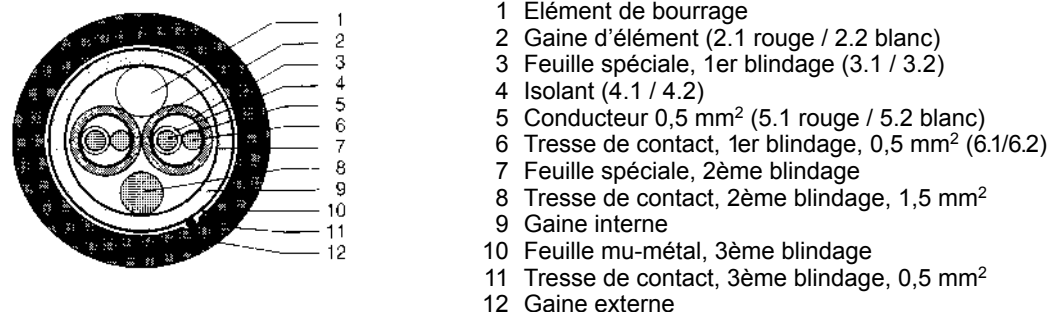 1
2
3
4
5
6
7
8
9
10
11
12
1 Elément de bourrage
2 Gaine d’élément (2.1 rouge / 2.2 blanc)
3 Feuille spéciale, 1er blindage (3.1 / 3.2)
4 Isolant (4.1 / 4.2)
5 Conducteur 0,5 mm² (5.1 rouge / 5.2 blanc)
6 Tresse de contact, 1er blindage, 0,5 mm² (6.1/6.2)
7 Feuille spéciale, 2ème blindage
8 Tresse de contact, 2ème blindage, 1,5 mm²
9 Gaine interne
10 Feuille mu-métal, 3ème blindage
11 Tresse de contact, 3ème blindage, 0,5 mm²
12 Gaine externe